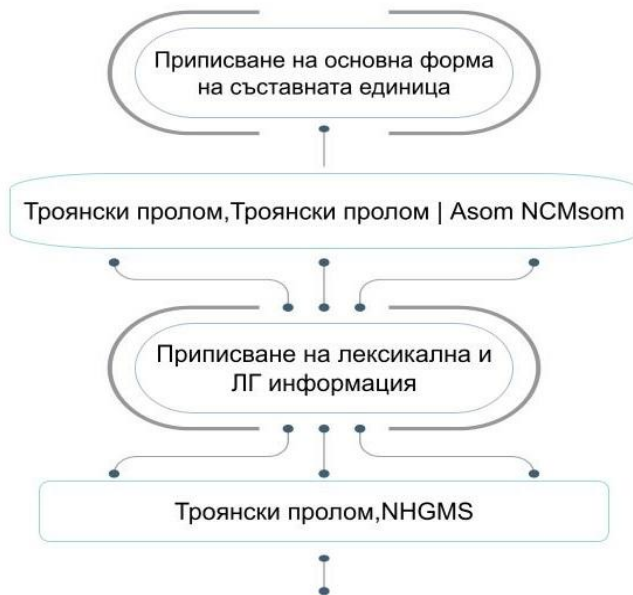 Приписване на основна форма
на съставната единица
Троянски пролом,Троянски пролом | Asom NCMsom
Приписване на лексикална и
ЛГ информация
Троянски пролом,NHGMS